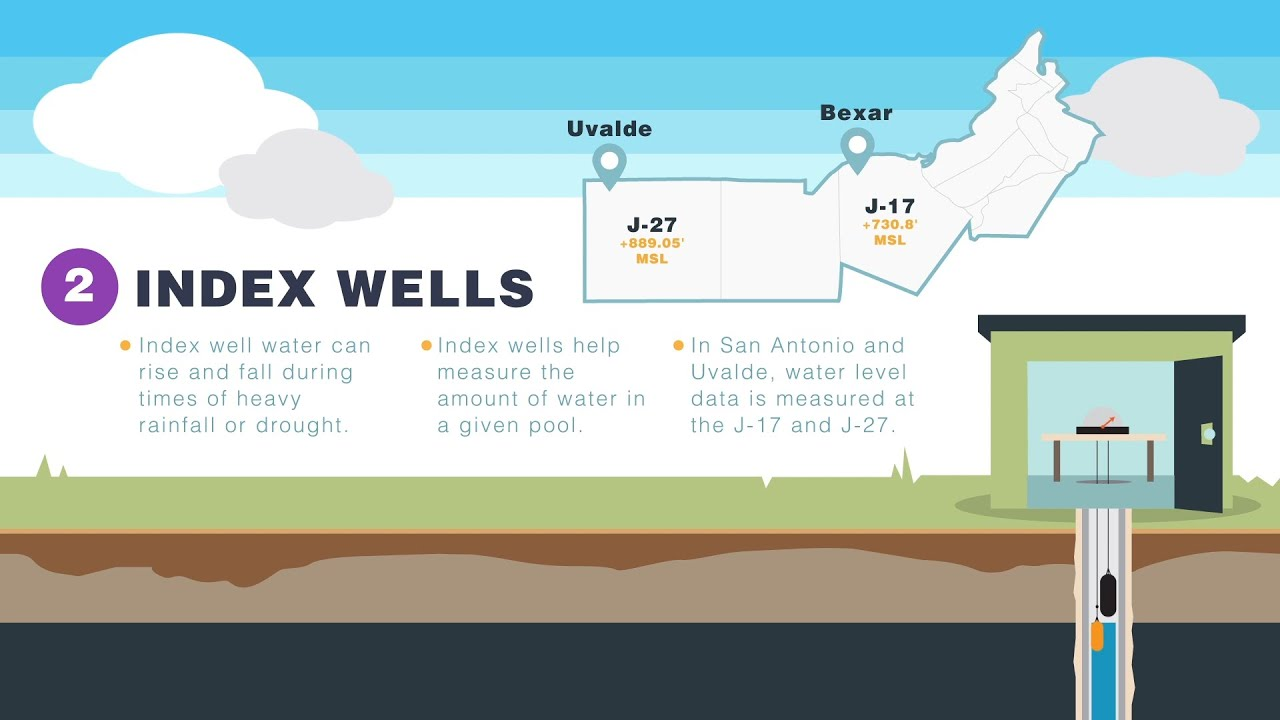 Uvalde
Bexar
J-27
+889.05'
MSL
J-17
+730.8'
MSL
2 INDEX WELLS
Index well water can
rise and fall during
times of heavy
rainfall or drought.
Index wells help
measure the
amount of water in
a given pool.
In San Antonio and
Uvalde, water level
data is measured at
the J-17 and J-27.